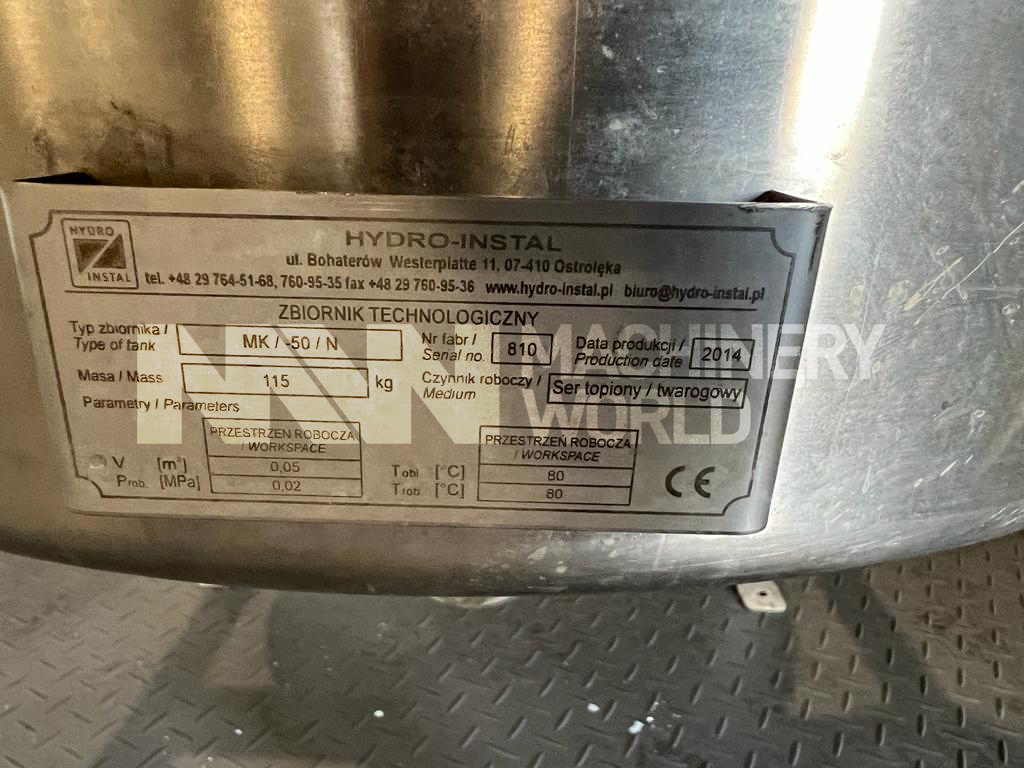 HYDRO
INSTAL
HYDRO-INSTAL
ul. Bohaterów Westerplatte 11, 07-410 Ostrołęka
tel. +48 29 764-51-68, 760-95-35 fax +48 29 760-95-36 www.hydro-instal.pl biuro@hydro-instal.pl
ZBIORNIK TECHNOLOGICZNY
Typ zbiornika / MK / -50 / N Nr fabr / 810 Data produkcji / 2014
Type of tank Serial no. Production date
Masa / Mass 115 kg Czynnik roboczy / Ser topiony / twarogowy
Medium
Parametry / Parameters
PRZESTRZEŃ ROBOCZA PRZESTRZEŃ ROBOCZA
/ WORKSPACE / WORKSPACE
V [m³] 0,05 Tobl [°C] 80
Prob. [MPa] 0,02 Trob [°C] 80
CE
MACHINERY
WORLD